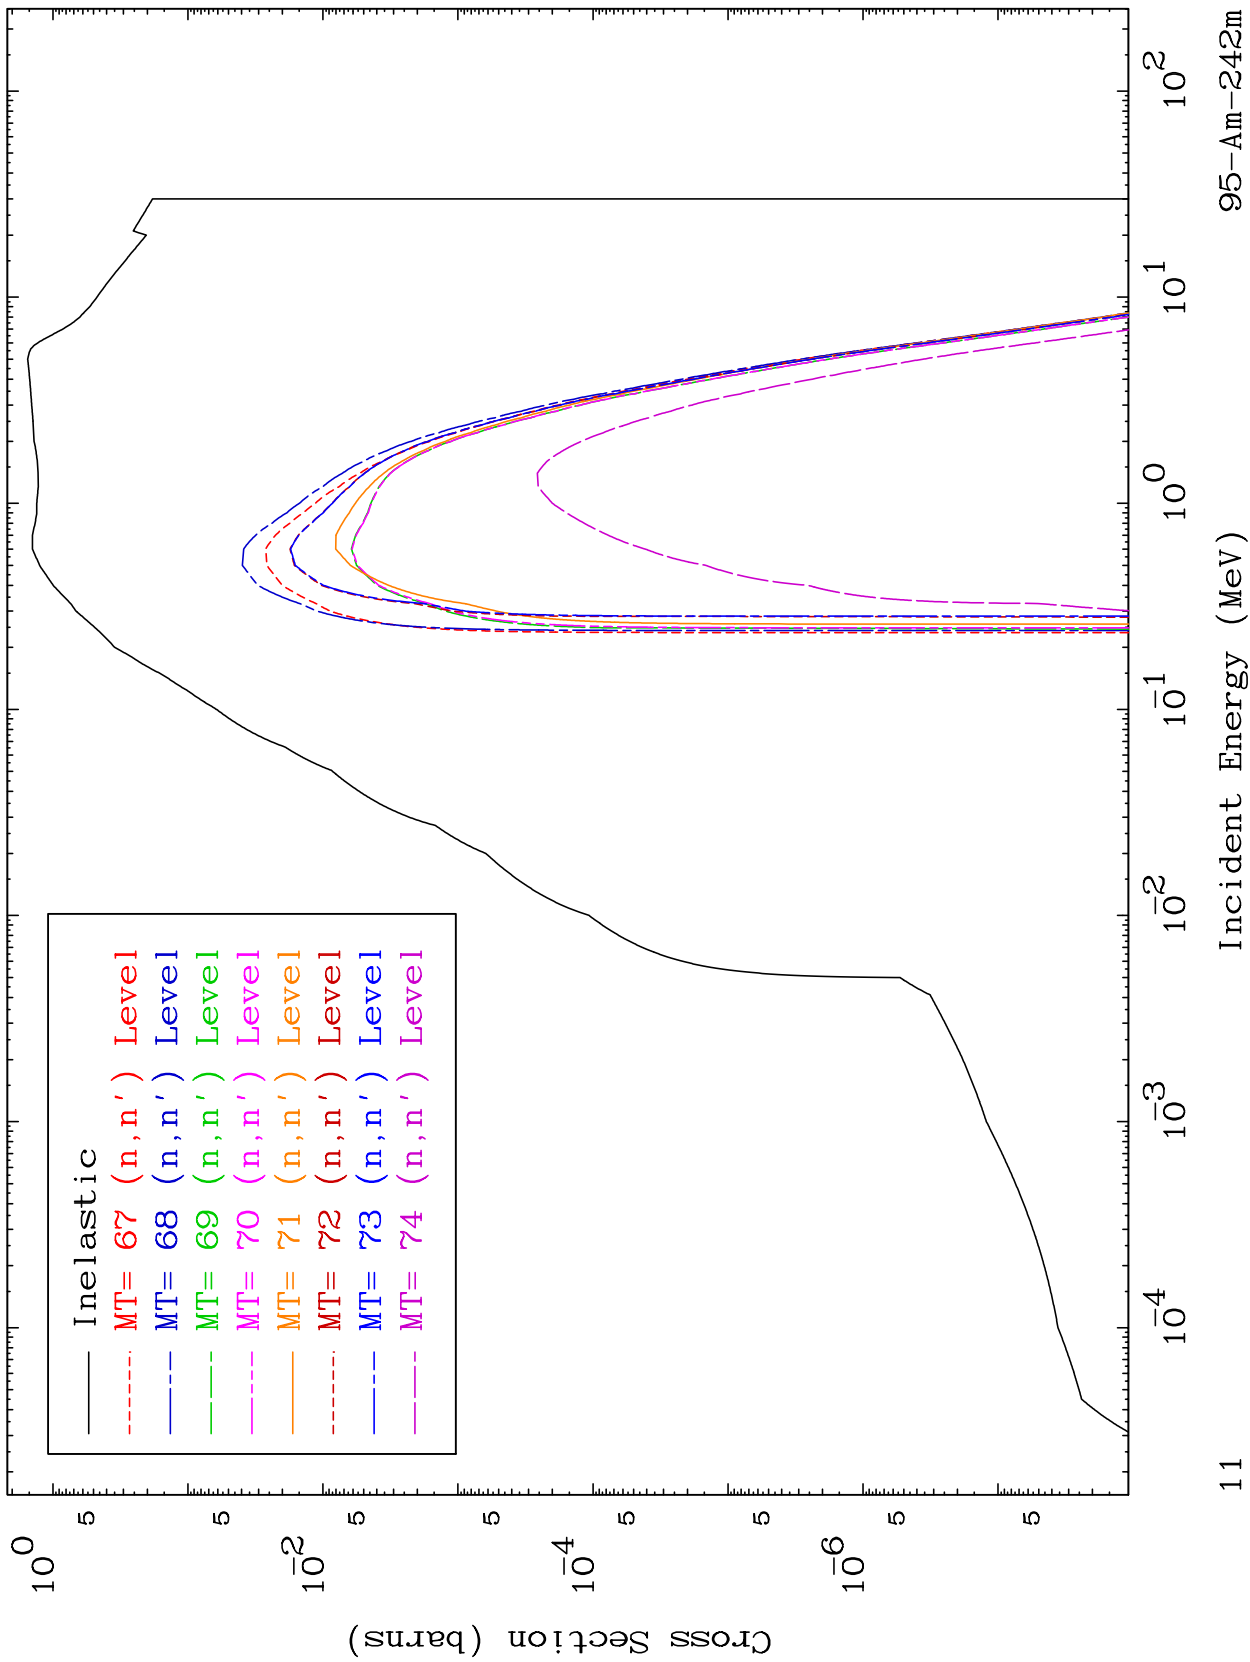 Inelastic
MT= 67 (n,n') Level
MT= 68 (n,n') Level
MT= 69 (n,n') Level
MT= 70 (n,n') Level
MT= 71 (n,n') Level
MT= 72 (n,n') Level
MT= 73 (n,n') Level
MT= 74 (n,n') Level
Cross Section (barns)
10^0
5
10^-2
5
5
10^-4
5
5
10^-6
5
5
5
10^-4
10^-3
10^-2
10^-1
10^0
10^1
10^2
Incident Energy (MeV)
11
95-Am-242m